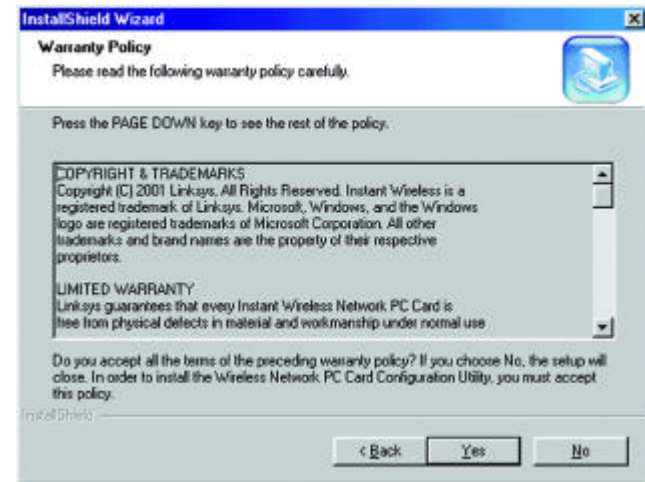 InstallShield Wizard
Warranty Policy
Please read the following warranty policy carefully.
Press the PAGE DOWN key to see the rest of the policy.
COPYRIGHT & TRADEMARKS
Copyright (C) 2001 Linksys, All Rights Reserved. Instant Wireless is a
registered trademark of Linksys. Microsoft, Windows, and the Windows
logo are registered trademarks of Microsoft Corporation. All other
trademarks and brand names are the property of their respective
proprietors.
LIMITED WARRANTY
Linksys guarantees that every Instant Wireless Network PC Card is
free from physical defects in material and workmanship under normal use
Do you accept all the terms of the preceding warranty policy? If you choose No, the setup will
close. In order to install the Wireless Network PC Card Configuration Utility, you must accept
this policy.
InstallShield
< Back
Yes
No